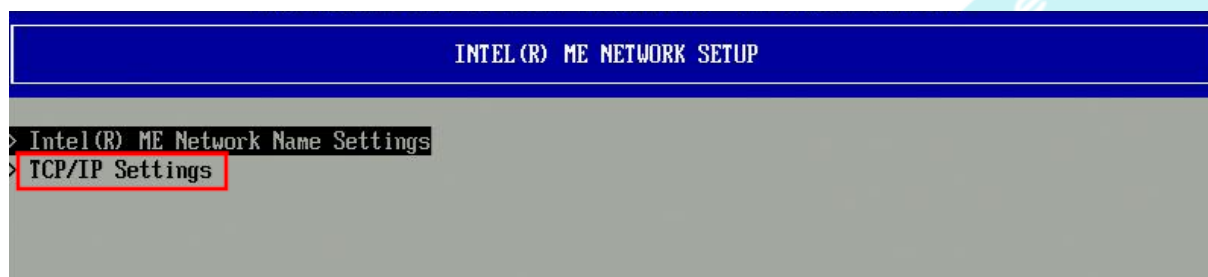 INTEL(R) ME NETWORK SETUP
> Intel(R) ME Network Name Settings
> TCP/IP Settings